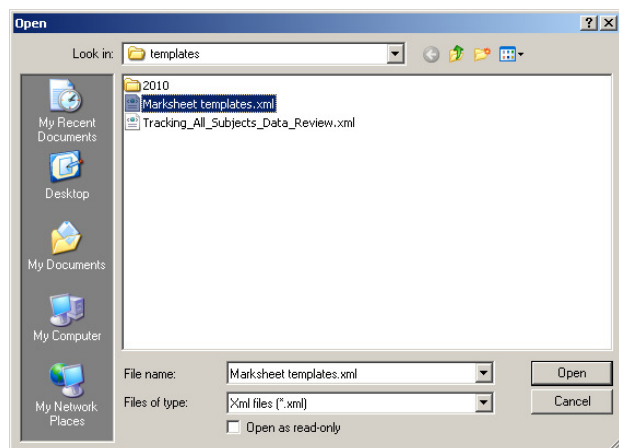 Open
Look in: templates
2010
Marksheet templates.xml
Tracking_All_Subjects_Data_Review.xml
My Recent
Documents
Desktop
My Documents
My Computer
My Network
Places
File name: Marksheet templates.xml Open
Files of type: Xml files (*.xml) Cancel
Open as read-only